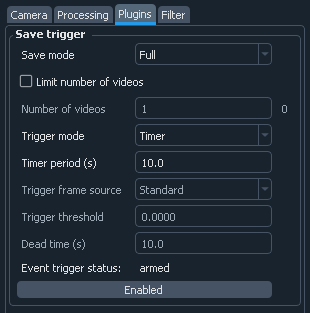 Camera Processing Plugins Filter
Save trigger
Save mode Full
Limit number of videos
Number of videos 1 0
Trigger mode Timer
Timer period (s) 10.0
Trigger frame source Standard
Trigger threshold 0.0000
Dead time (s) 10.0
Event trigger status: armed
Enabled